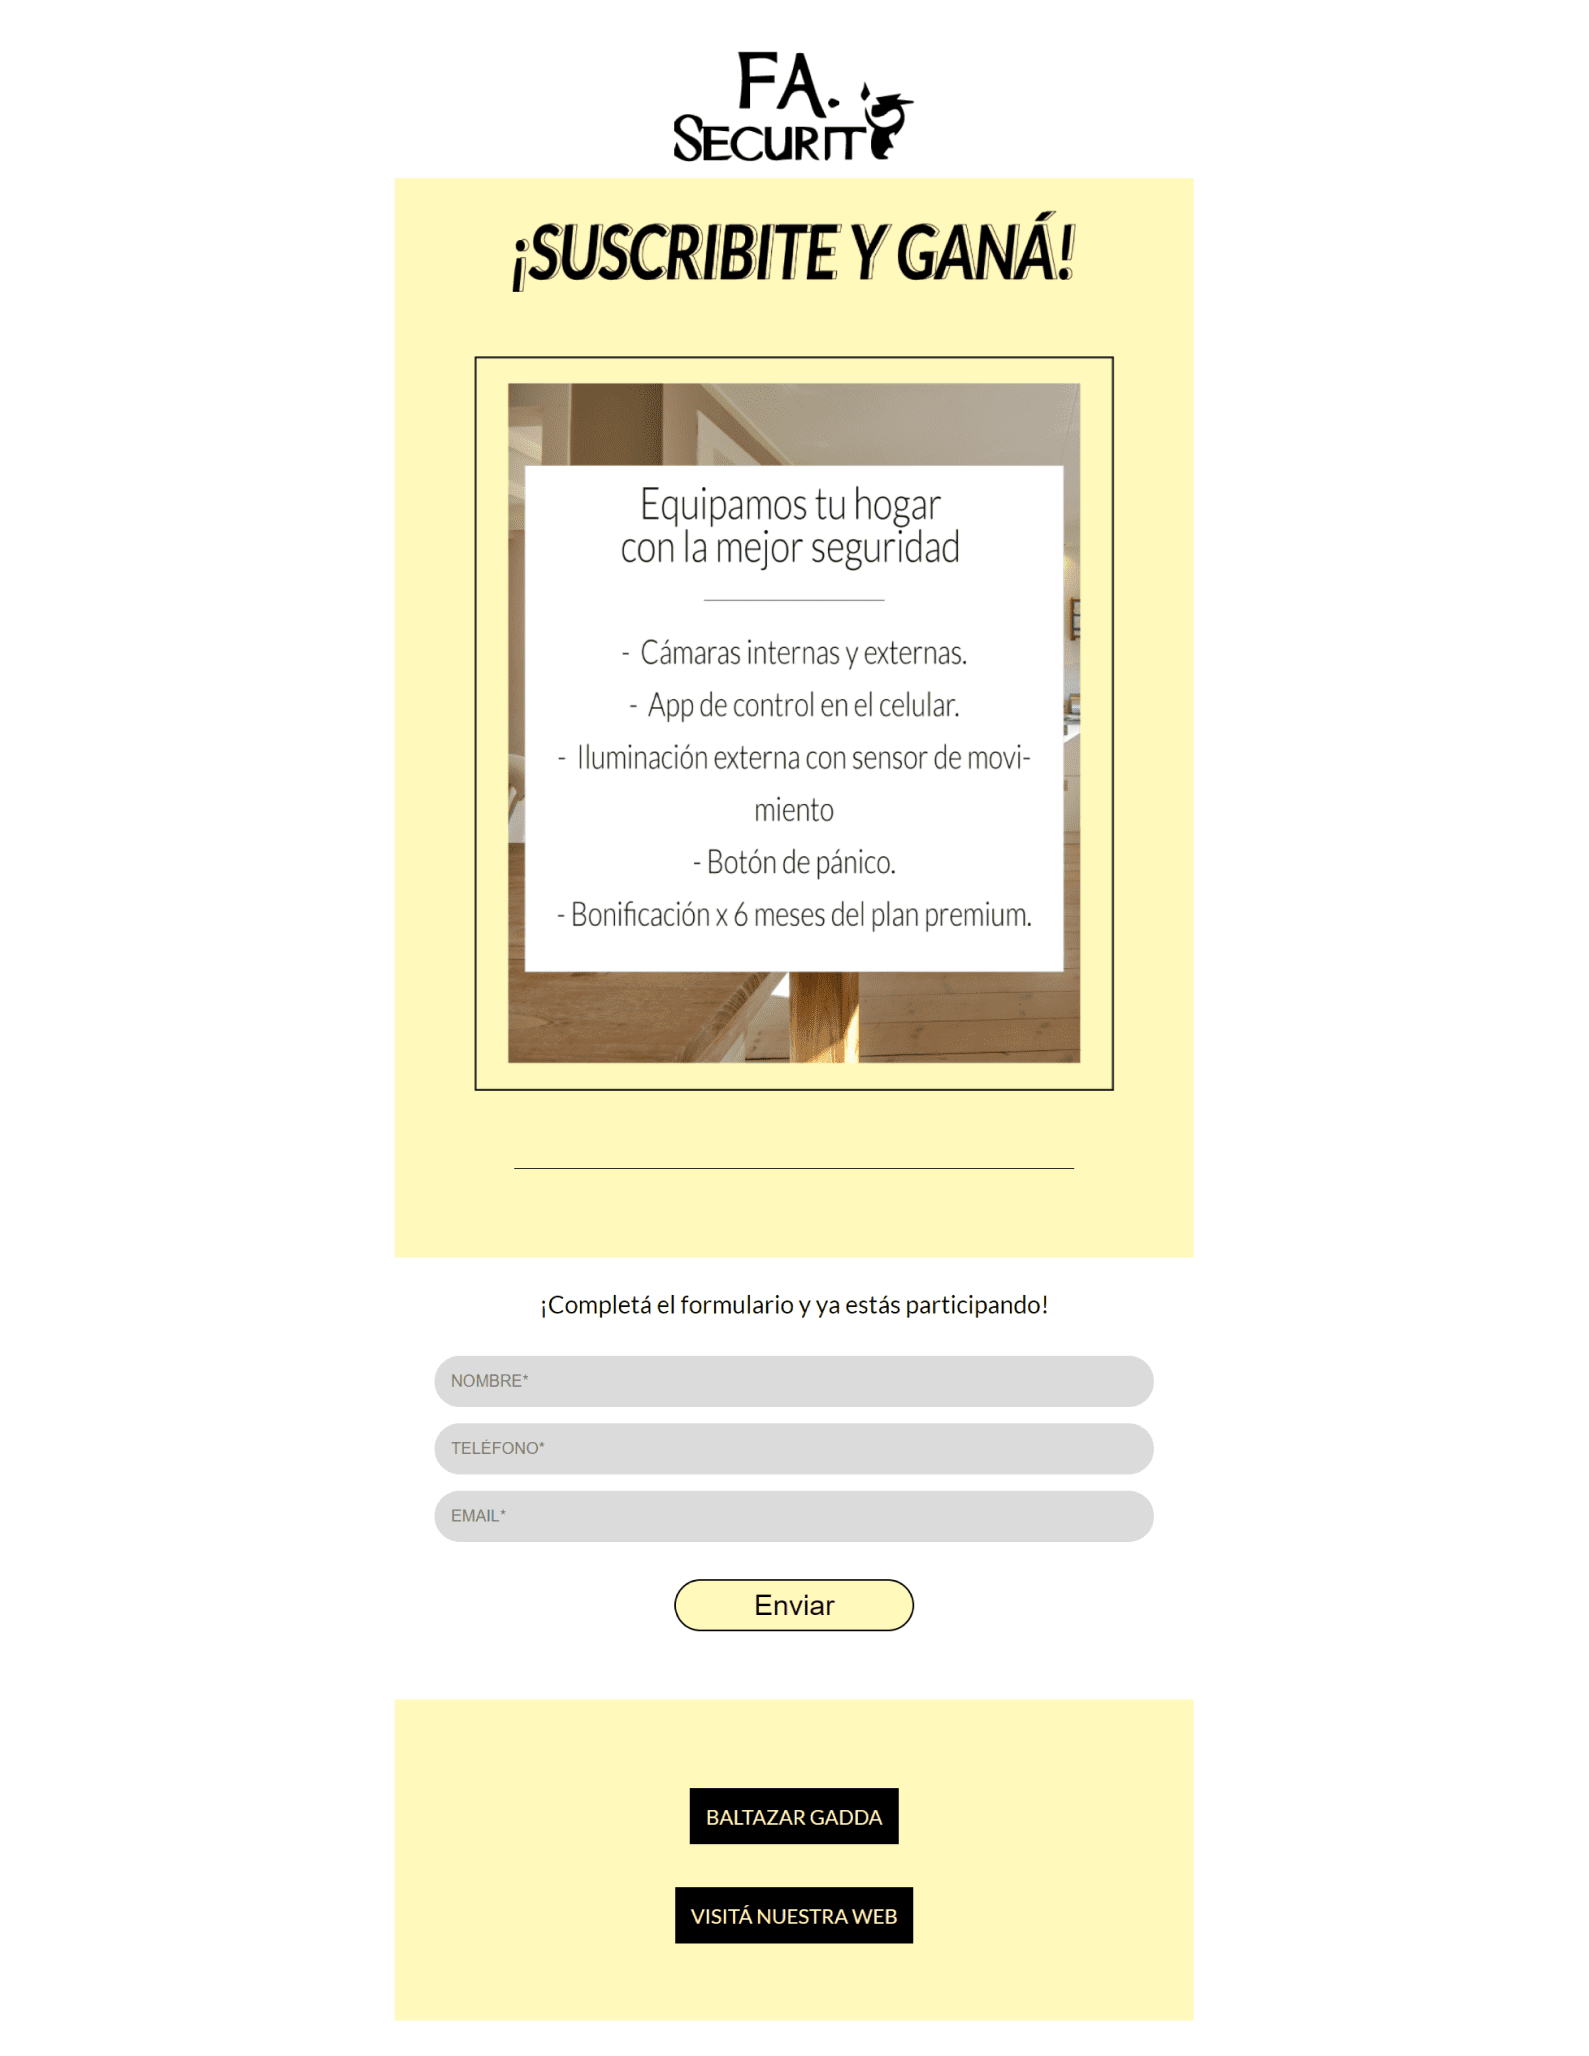 FA.
SECURITY
¡SUSCRIBITE Y GANÁ!
Equipamos tu hogar
con la mejor seguridad
- Cámaras internas y externas.
- App de control en el celular.
- Iluminación externa con sensor de movi-
miento
- Botón de pánico.
- Bonificación x 6 meses del plan premium.
¡Completá el formulario y ya estás participando!
NOMBRE*
TELÉFONO*
EMAIL*
Enviar
BALTAZAR GADDA
VISITÁ NUESTRA WEB